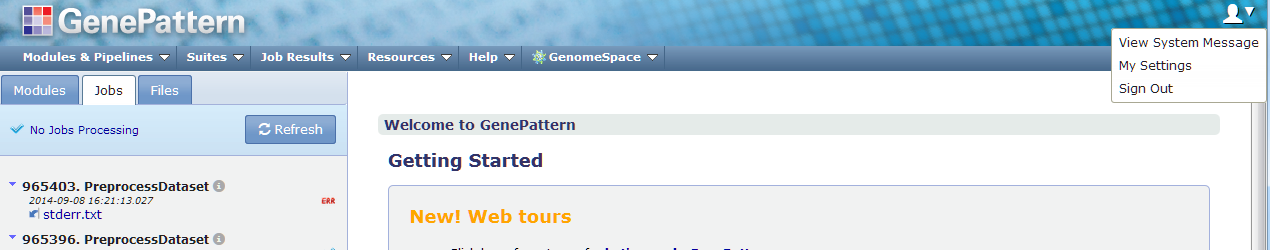 GenePattern
View System Message
My Settings
Sign Out
Modules & Pipelines Suites Job Results Resources Help GenomeSpace
Modules Jobs Files
No Jobs Processing Refresh
Welcome to GenePattern
Getting Started
965403. PreprocessDataset
2014-09-08 16:21:13.027 ERR
stderr.txt
New! Web tours
965396. PreprocessDataset